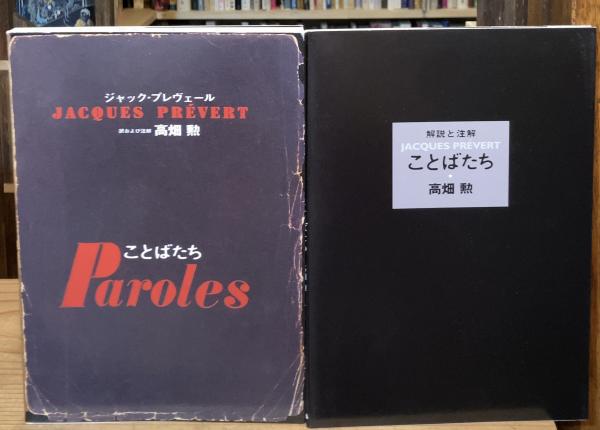 ジャック・プレヴェール
JACQUES PRÉVERT
訳および注解 高畑 勲
ことばたち
Paroles
解説と注解
JACQUES PRÉVERT
ことばたち
・
高畑 勲